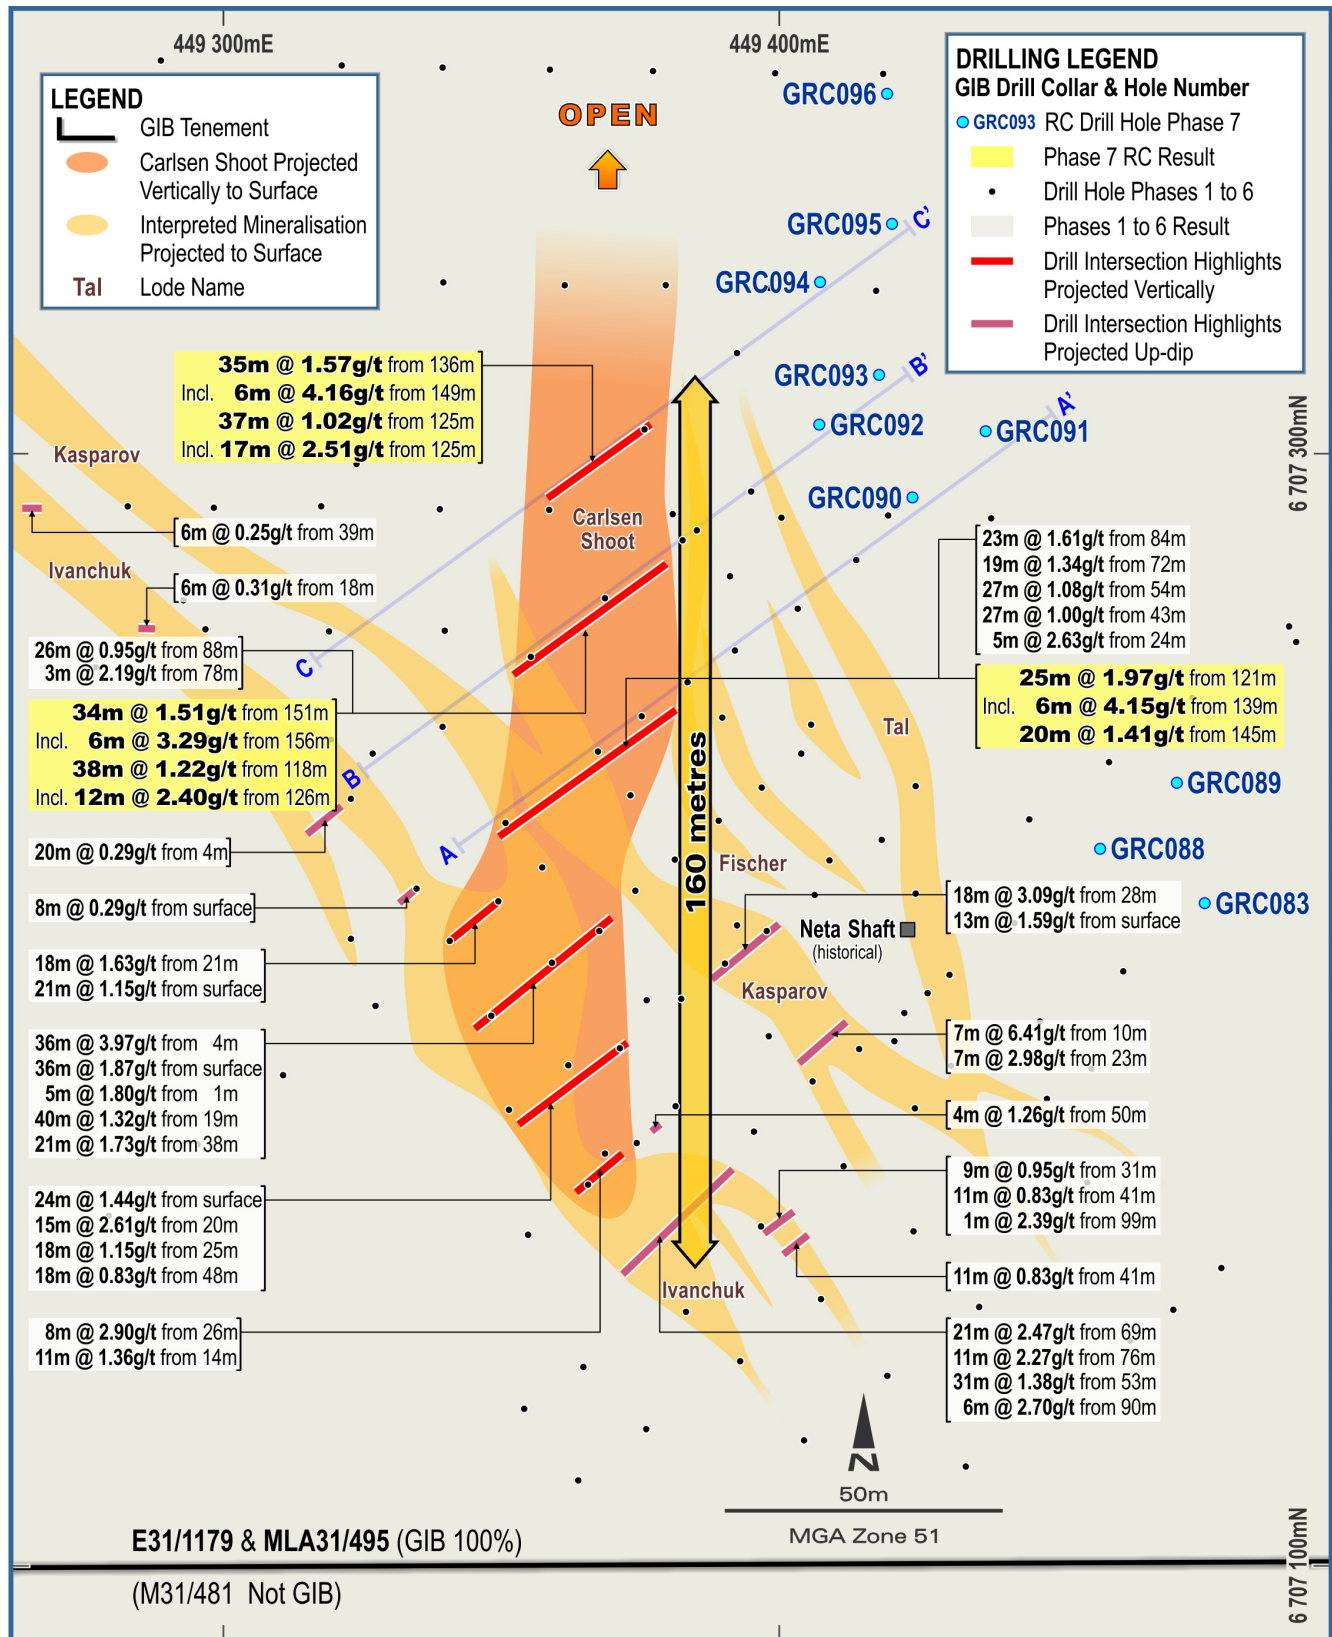 449 300mE
449 400mE
LEGEND
GIB Tenement
Carlsen Shoot Projected
Vertically to Surface
Interpreted Mineralisation
Projected to Surface
Tal Lode Name
OPEN
DRILLING LEGEND
GIB Drill Collar & Hole Number
GRC093 RC Drill Hole Phase 7
Phase 7 RC Result
Drill Hole Phases 1 to 6
Phases 1 to 6 Result
Drill Intersection Highlights
Projected Vertically
Drill Intersection Highlights
Projected Up-dip
GRC096
GRC095
C'
GRC094
GRC093
B'
GRC092
A'
GRC091
GRC090
6 707 300mN
35m @ 1.57g/t from 136m
Incl. 6m @ 4.16g/t from 149m
37m @ 1.02g/t from 125m
Incl. 17m @ 2.51g/t from 125m
Kasparov
6m @ 0.25g/t from 39m
Carlsen
Shoot
Ivanchuk
6m @ 0.31g/t from 18m
23m @ 1.61g/t from 84m
19m @ 1.34g/t from 72m
27m @ 1.08g/t from 54m
27m @ 1.00g/t from 43m
5m @ 2.63g/t from 24m
26m @ 0.95g/t from 88m
3m @ 2.19g/t from 78m
C
25m @ 1.97g/t from 121m
Incl. 6m @ 4.15g/t from 139m
20m @ 1.41g/t from 145m
34m @ 1.51g/t from 151m
Incl. 6m @ 3.29g/t from 156m
38m @ 1.22g/t from 118m
Incl. 12m @ 2.40g/t from 126m
B
Tal
160 metres
GRC089
20m @ 0.29g/t from 4m
A
Fischer
GRC088
8m @ 0.29g/t from surface
18m @ 3.09g/t from 28m
13m @ 1.59g/t from surface
GRC083
Neta Shaft
(historical)
18m @ 1.63g/t from 21m
21m @ 1.15g/t from surface
Kasparov
36m @ 3.97g/t from 4m
36m @ 1.87g/t from surface
5m @ 1.80g/t from 1m
40m @ 1.32g/t from 19m
21m @ 1.73g/t from 38m
7m @ 6.41g/t from 10m
7m @ 2.98g/t from 23m
4m @ 1.26g/t from 50m
9m @ 0.95g/t from 31m
11m @ 0.83g/t from 41m
1m @ 2.39g/t from 99m
24m @ 1.44g/t from surface
15m @ 2.61g/t from 20m
18m @ 1.15g/t from 25m
18m @ 0.83g/t from 48m
11m @ 0.83g/t from 41m
Ivanchuk
8m @ 2.90g/t from 26m
11m @ 1.36g/t from 14m
21m @ 2.47g/t from 69m
11m @ 2.27g/t from 76m
31m @ 1.38g/t from 53m
6m @ 2.70g/t from 90m
N
50m
MGA Zone 51
E31/1179 & MLA31/495 (GIB 100%)
(M31/481 Not GIB)
6 707 100mN